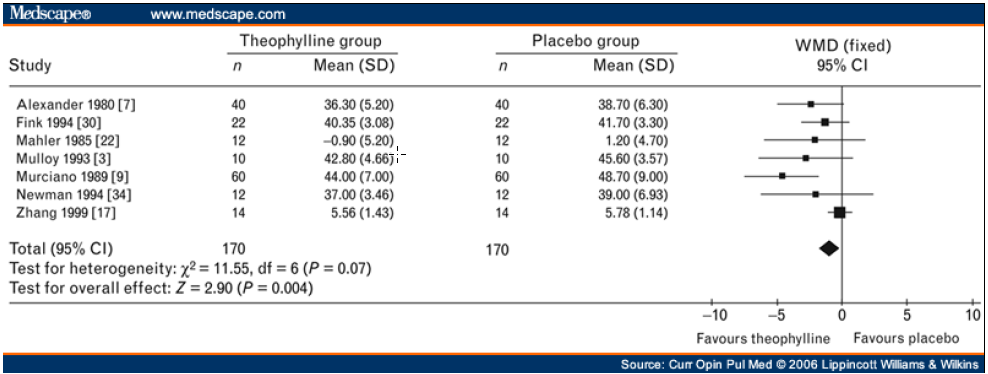 Medscape® www.medscape.com
Theophylline group Placebo group WMD (fixed)
Study n Mean (SD) n Mean (SD) 95% CI
Alexander 1980 [7] 40 36.30 (5.20) 40 38.70 (6.30)
Fink 1994 [30] 22 40.35 (3.08) 22 41.70 (3.30)
Mahler 1985 [22] 12 −0.90 (5.20) 12 1.20 (4.70)
Mulloy 1993 [3] 10 42.80 (4.66) 10 45.60 (3.57)
Murciano 1989 [9] 60 44.00 (7.00) 60 48.70 (9.00)
Newman 1994 [34] 12 37.00 (3.46) 12 39.00 (6.93)
Zhang 1999 [17] 14 5.56 (1.43) 14 5.78 (1.14)
Total (95% CI) 170 170
Test for heterogeneity: χ² = 11.55, df = 6 (P = 0.07)
Test for overall effect: Z = 2.90 (P = 0.004)
−10 −5 0 5 10
Favours theophylline Favours placebo
Source: Curr Opin Pul Med © 2006 Lippincott Williams & Wilkins